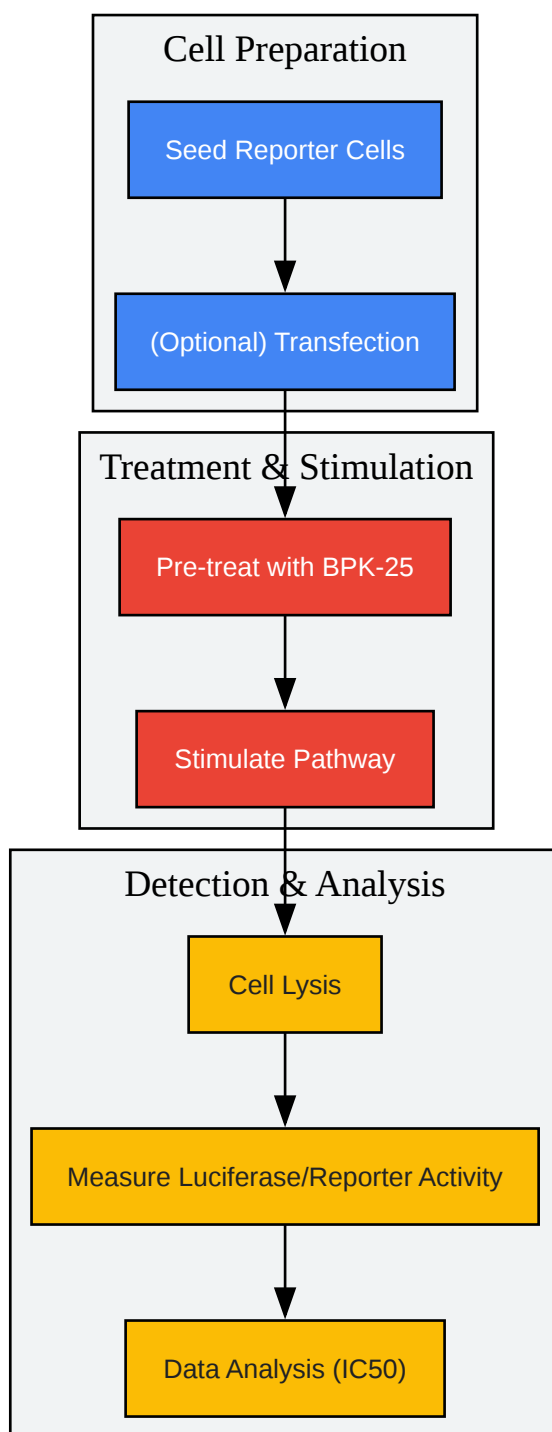 Cell Preparation
Seed Reporter Cells
(Optional) Transfection
Treatment & Stimulation
Pre-treat with BPK-25
Stimulate Pathway
Detection & Analysis
Cell Lysis
Measure Luciferase/Reporter Activity
Data Analysis (IC50)